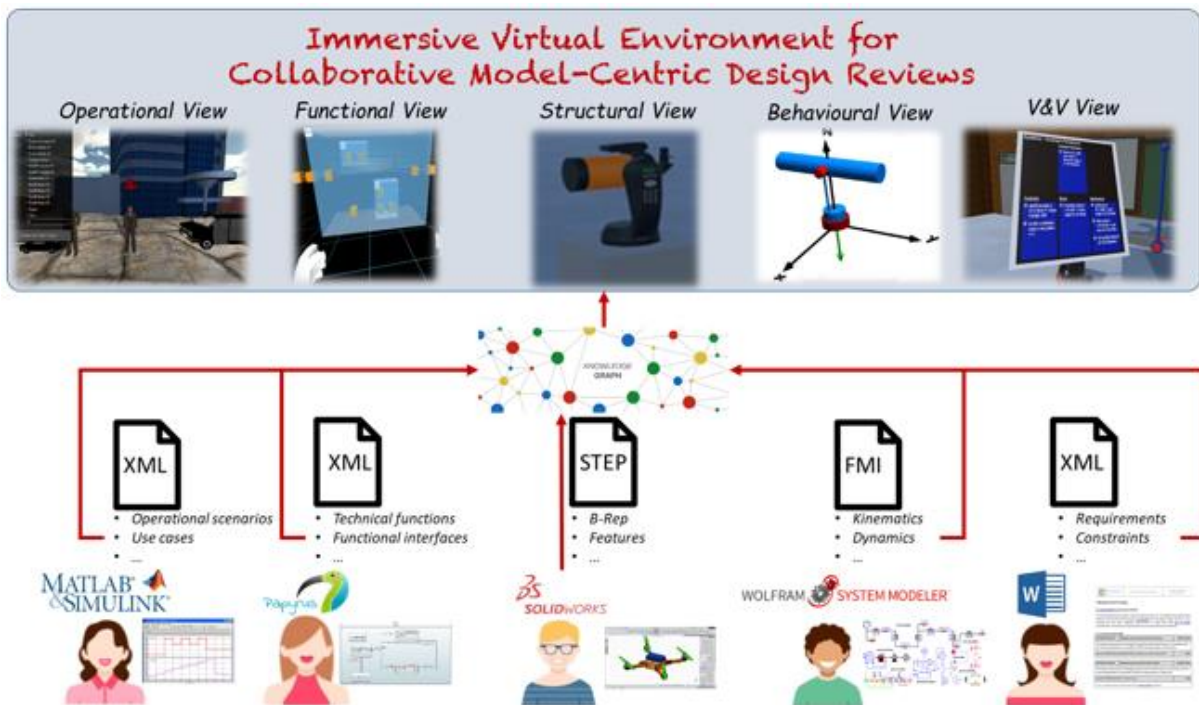 Immersive Virtual Environment for
Collaborative Model-Centric Design Reviews
Operational View
Functional View
Structural View
Behavioural View
V&V View
KNOWLEDGE
GRAPH
XML
XML
STEP
FMI
XML
• Operational scenarios
• Use cases
• ...
• Technical functions
• Functional interfaces
• ...
• B-Rep
• Features
• ...
• Kinematics
• Dynamics
• ...
• Requirements
• Constraints
• ...
MATLAB®
&SIMULINK®
Papyrus
SOLIDWORKS
WOLFRAM SYSTEM MODELER
W